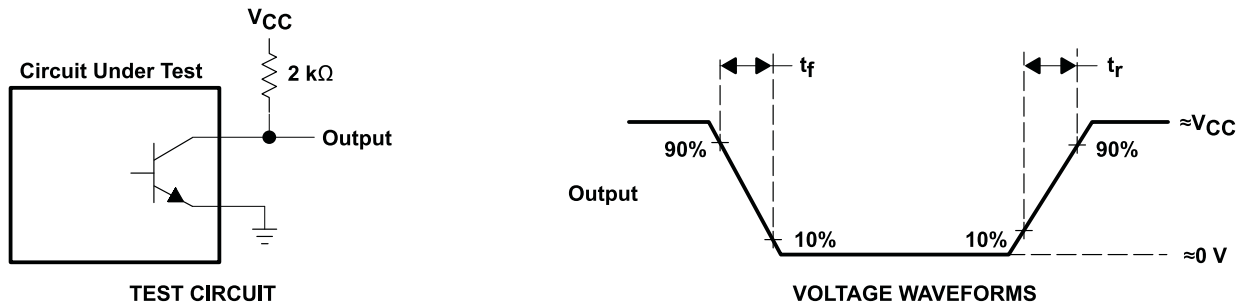 VCC
2 kΩ
Circuit Under Test
Output
TEST CIRCUIT
tf
tr
≈VCC
90%
90%
Output
10%
10%
≈0 V
VOLTAGE WAVEFORMS